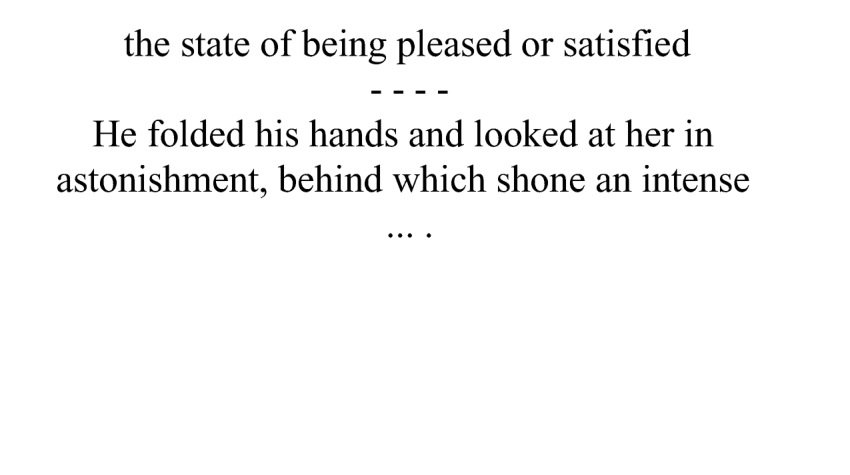 the state of being pleased or satisfied
- - - -
He folded his hands and looked at her in
astonishment, behind which shone an intense
... .